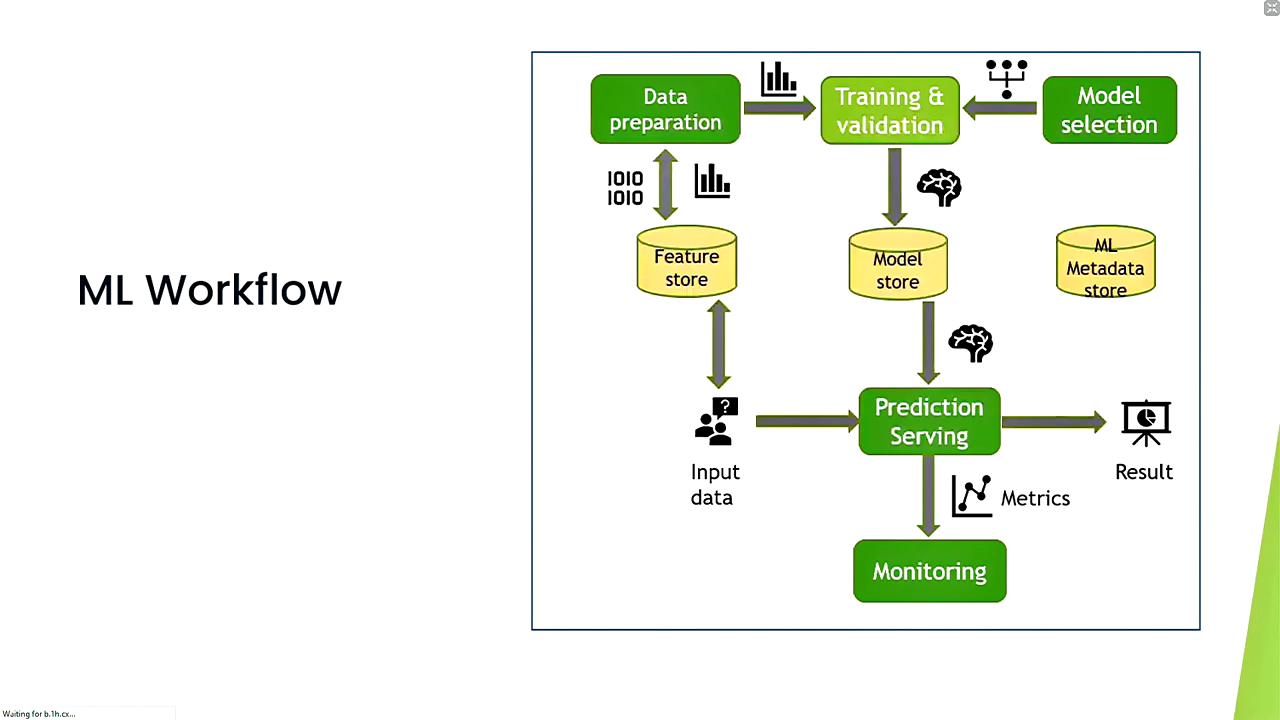 ML Workflow
Data
preparation
Training &
validation
Model
selection
1010
1010
Feature
store
Model
store
ML
Metadata
store
?
Input
data
Prediction
Serving
Result
Metrics
Monitoring
Waiting for b.1h.cx...